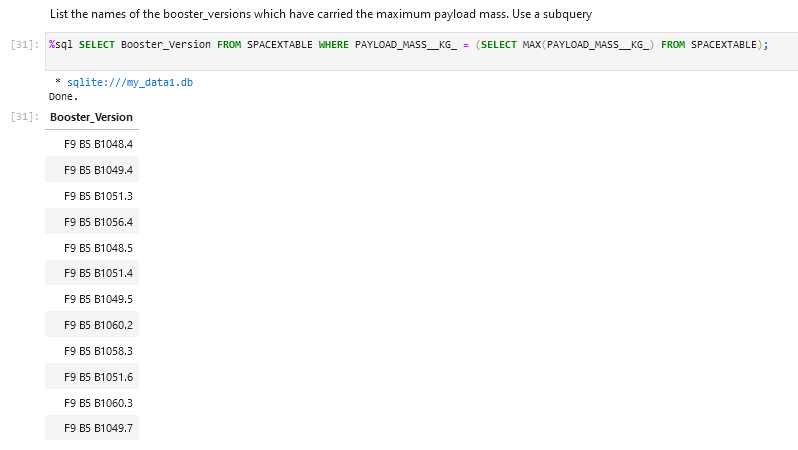 List the names of the booster_versions which have carried the maximum payload mass. Use a subquery
[31]: %sql SELECT Booster_Version FROM SPACEXTABLE WHERE PAYLOAD_MASS__KG_ = (SELECT MAX(PAYLOAD_MASS__KG_) FROM SPACEXTABLE);
* sqlite:///my_data1.db
Done.
[31]: Booster_Version
F9 B5 B1048.4
F9 B5 B1049.4
F9 B5 B1051.3
F9 B5 B1056.4
F9 B5 B1048.5
F9 B5 B1051.4
F9 B5 B1049.5
F9 B5 B1060.2
F9 B5 B1058.3
F9 B5 B1051.6
F9 B5 B1060.3
F9 B5 B1049.7